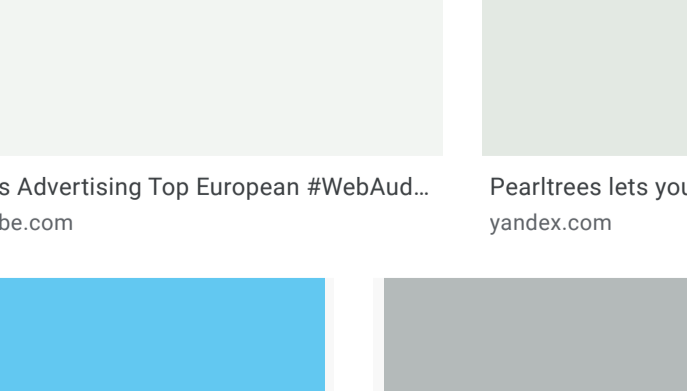 s Advertising Top European #WebAud...
be.com
Pearltrees lets you
yandex.com